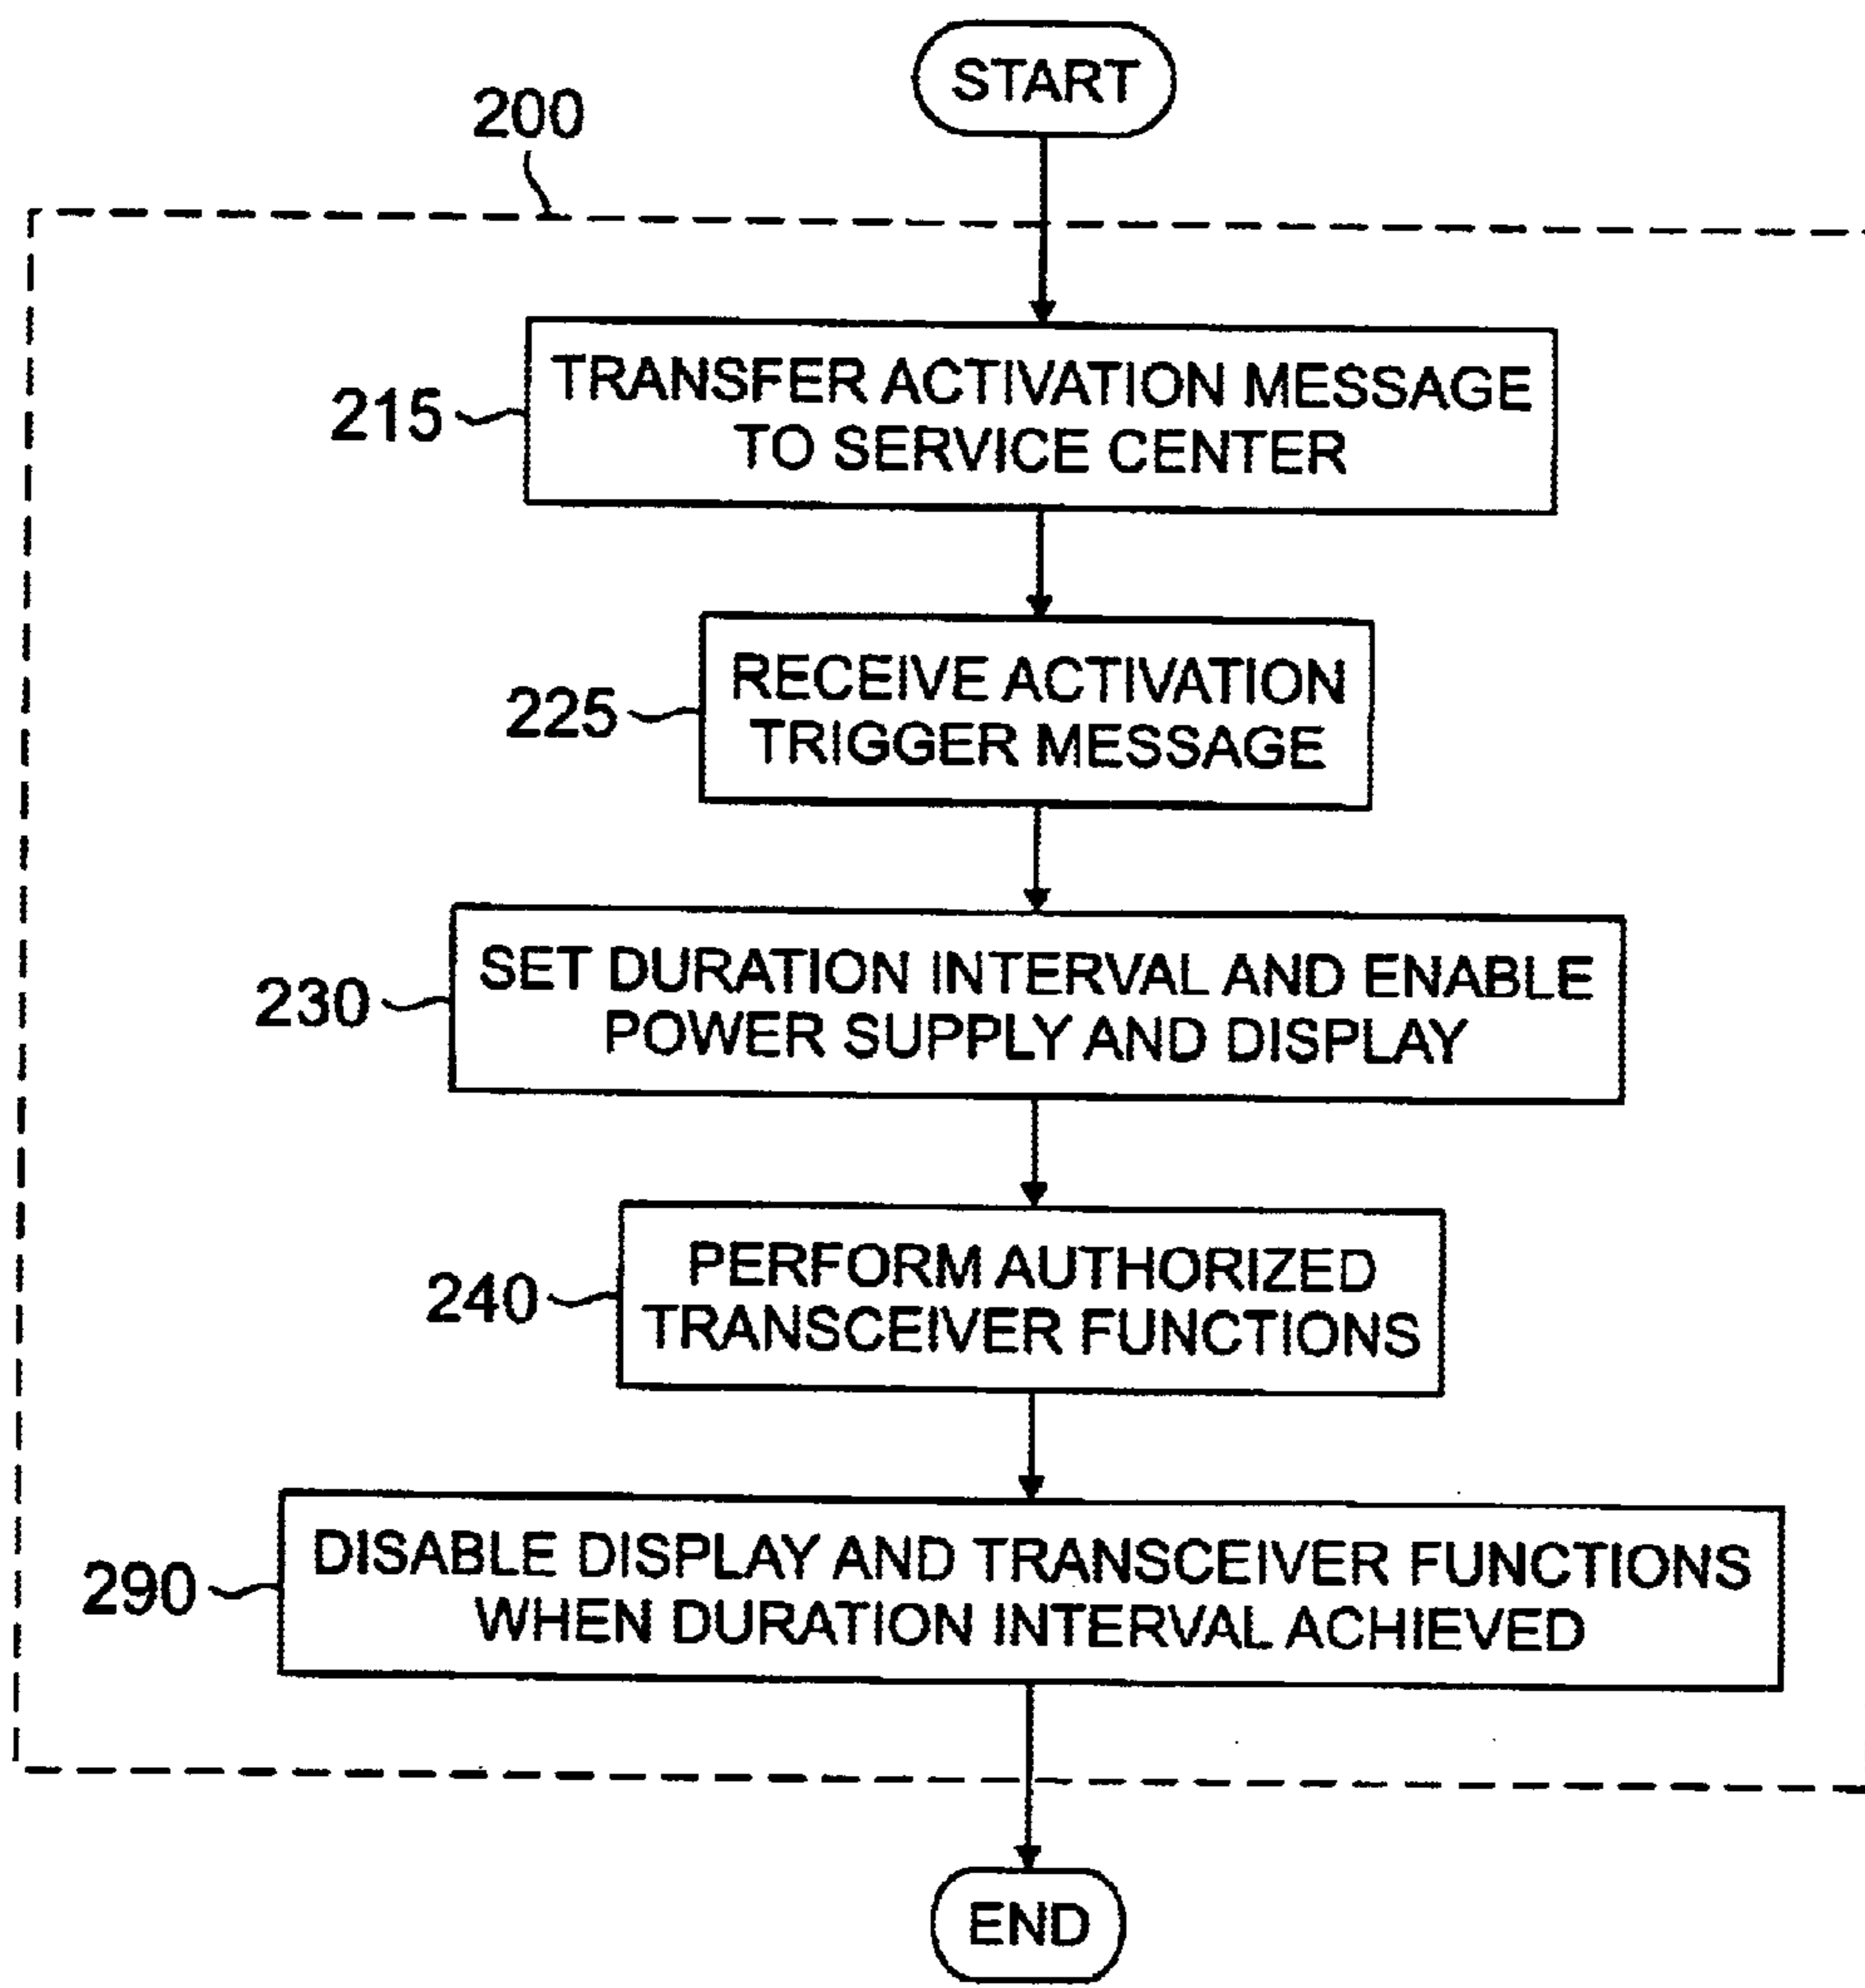 START
200
215
TRANSFER ACTIVATION MESSAGE
TO SERVICE CENTER
225
RECEIVE ACTIVATION
TRIGGER MESSAGE
230
SET DURATION INTERVAL AND ENABLE
POWER SUPPLY AND DISPLAY
240
PERFORM AUTHORIZED
TRANSCEIVER FUNCTIONS
290
DISABLE DISPLAY AND TRANSCEIVER FUNCTIONS
WHEN DURATION INTERVAL ACHIEVED
END